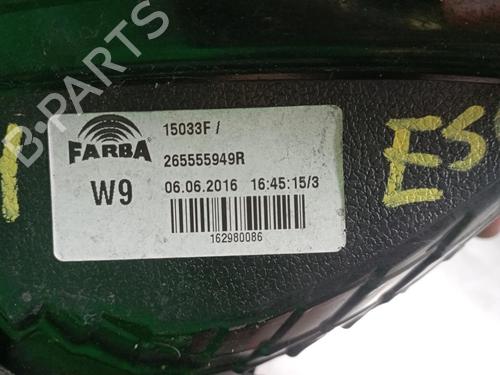 B-PARTS
FARBA
15033F /
265555949R
W9
06.06.2016 16:45:15/3
162980086
ES